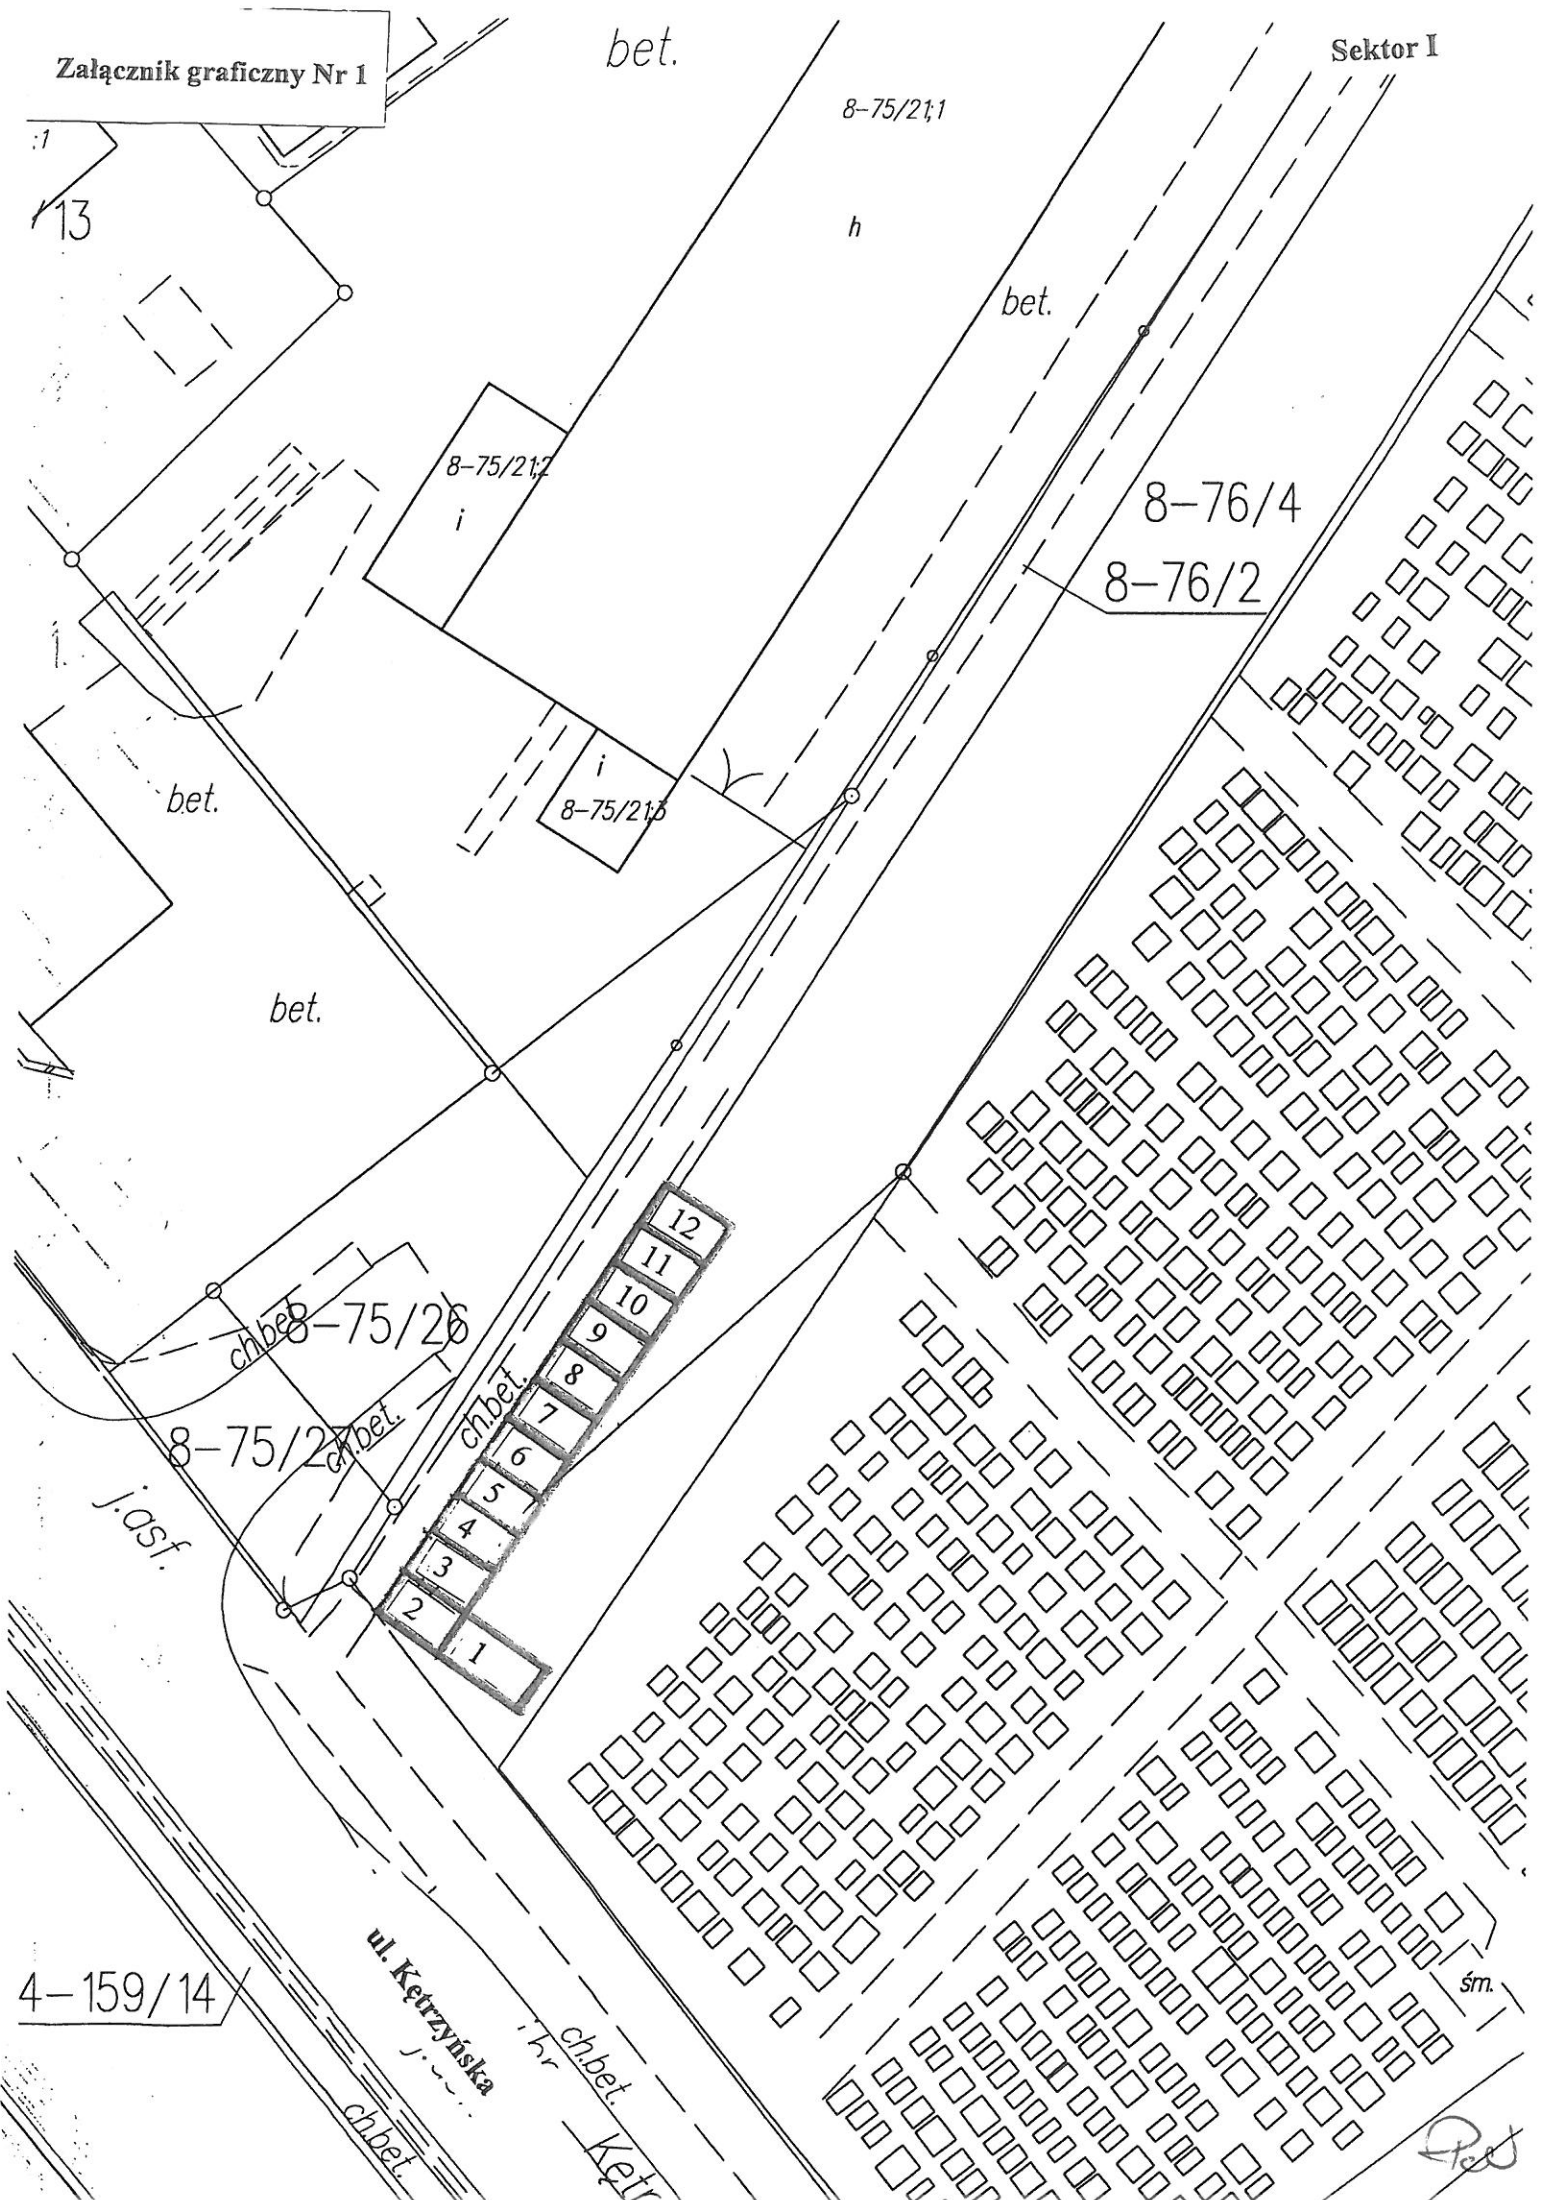 Załącznik graficzny Nr 1
bet.
Sektor I
8-75/21;1
:1
/13
h
bet.
8-75/21;2
i
8-76/4
8-76/2
i
8-75/21;3
bet.
bet.
12
11
10
9
8
7
6
5
4
3
2
1
ch.bet.
8-75/26
ch.bet.
8-75/27
ch.bet.
j.asf.
4-159/14
ul. Kętrzyńska
ch.bet.
ch.bet.
Kętr
śm.